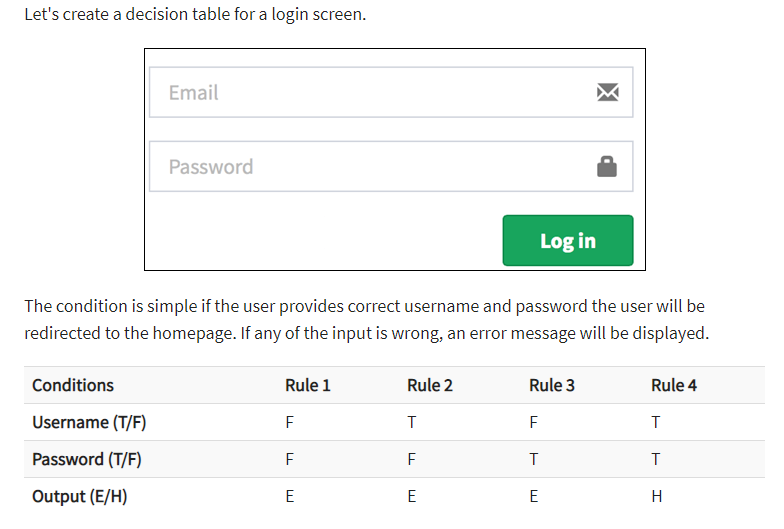 Let's create a decision table for a login screen.
Email
Password
Log in
The condition is simple if the user provides correct username and password the user will be
redirected to the homepage. If any of the input is wrong, an error message will be displayed.
Conditions Rule 1 Rule 2 Rule 3 Rule 4
Username (T/F) F T F T
Password (T/F) F F T T
Output (E/H) E E E H